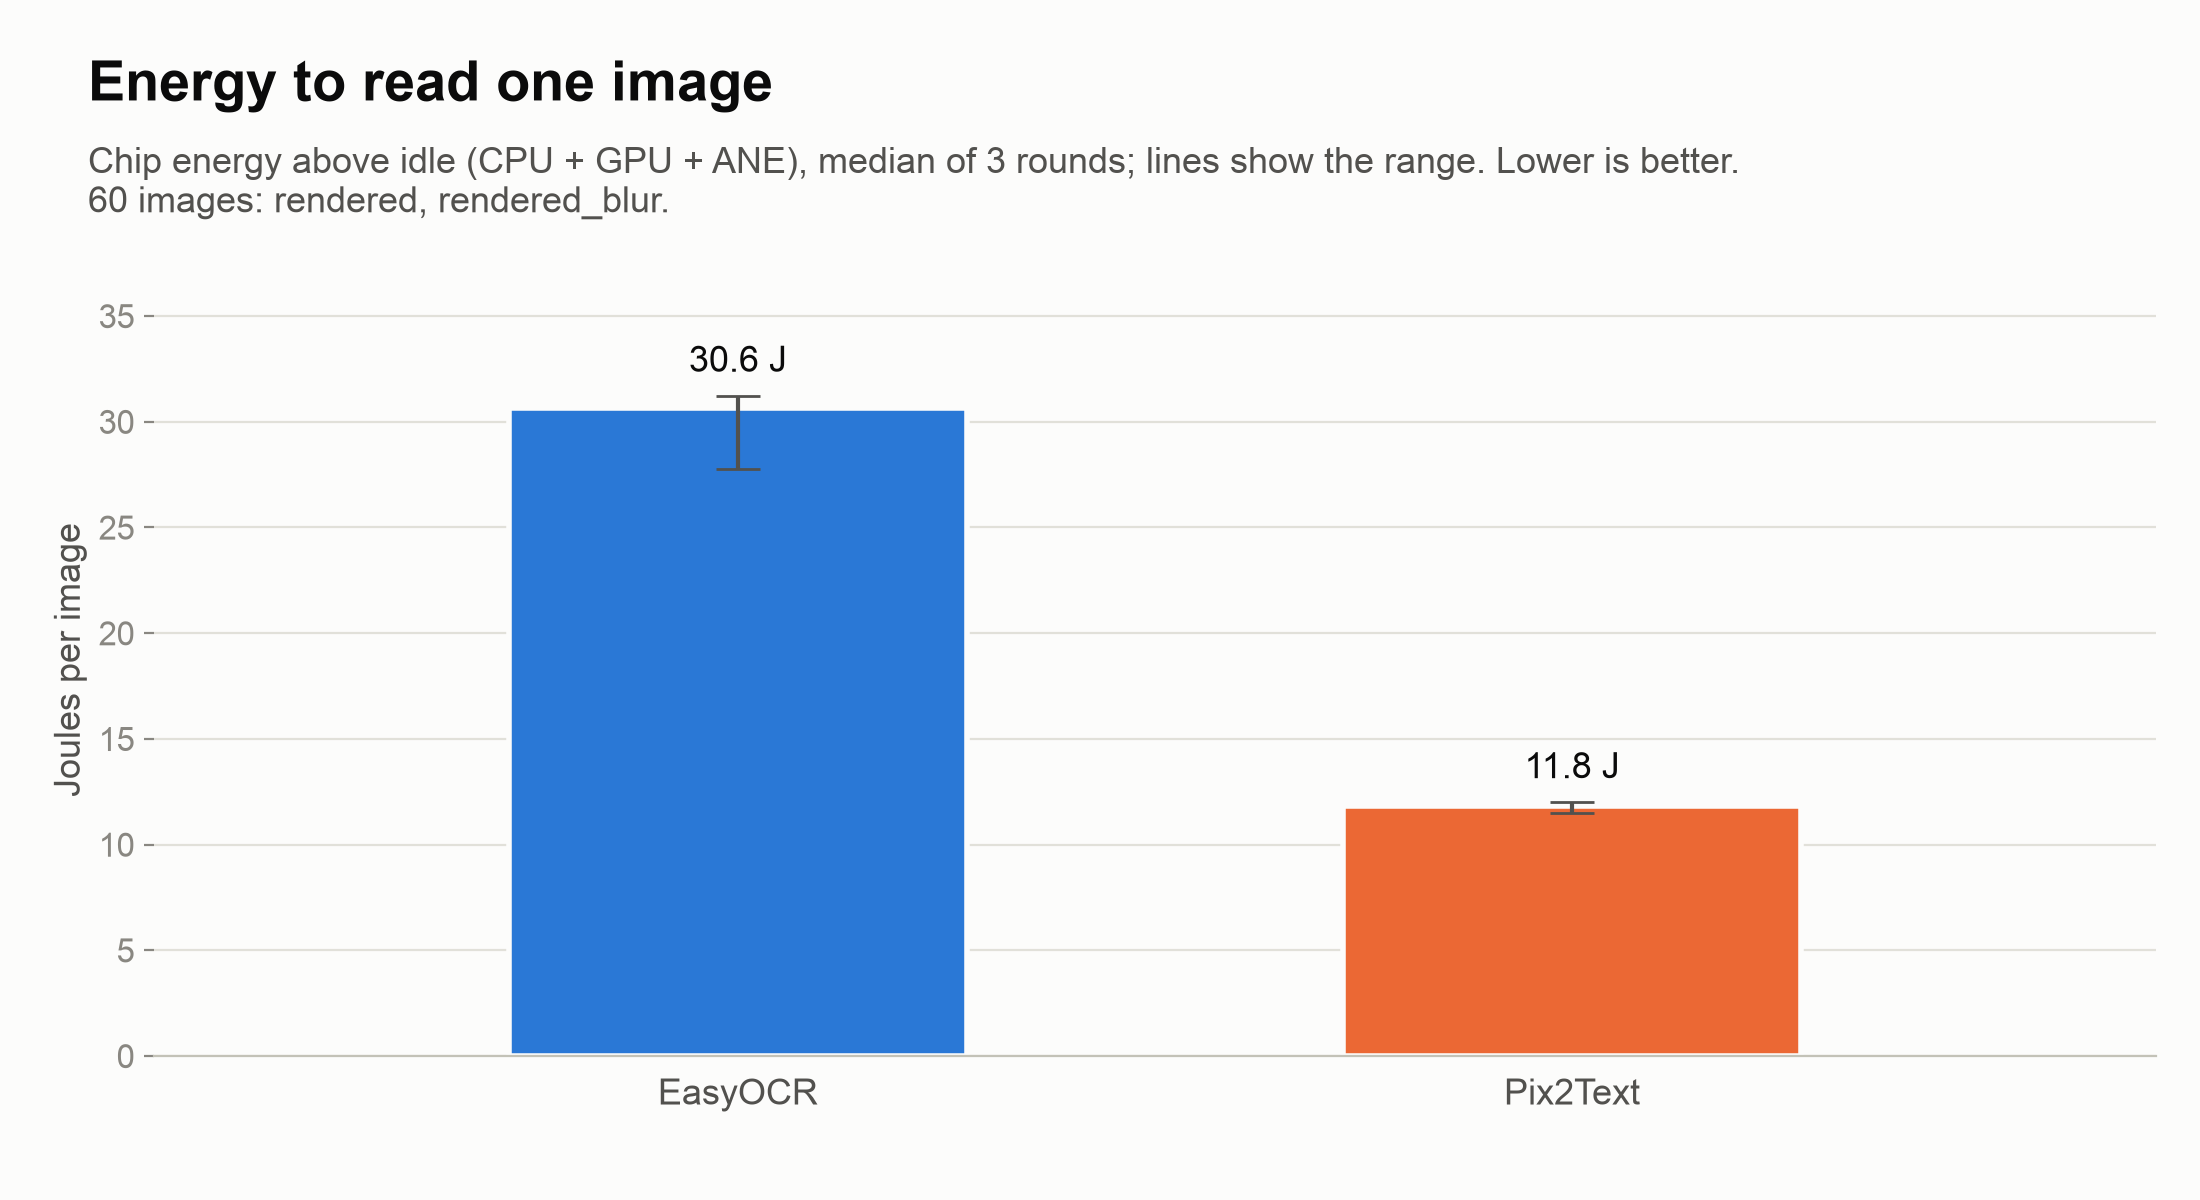 Energy to read one image
Chip energy above idle (CPU + GPU + ANE), median of 3 rounds; lines show the range. Lower is better.
60 images: rendered, rendered_blur.
Joules per image
35
30
25
20
15
10
5
0
30.6 J
11.8 J
EasyOCR
Pix2Text